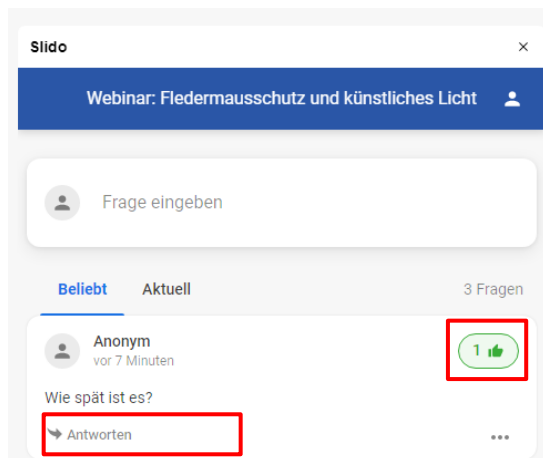 Slido
Webinar: Fledermausschutz und künstliches Licht
Frage eingeben
Beliebt Aktuell 3 Fragen
Anonym
vor 7 Minuten
1
Wie spät ist es?
Antworten